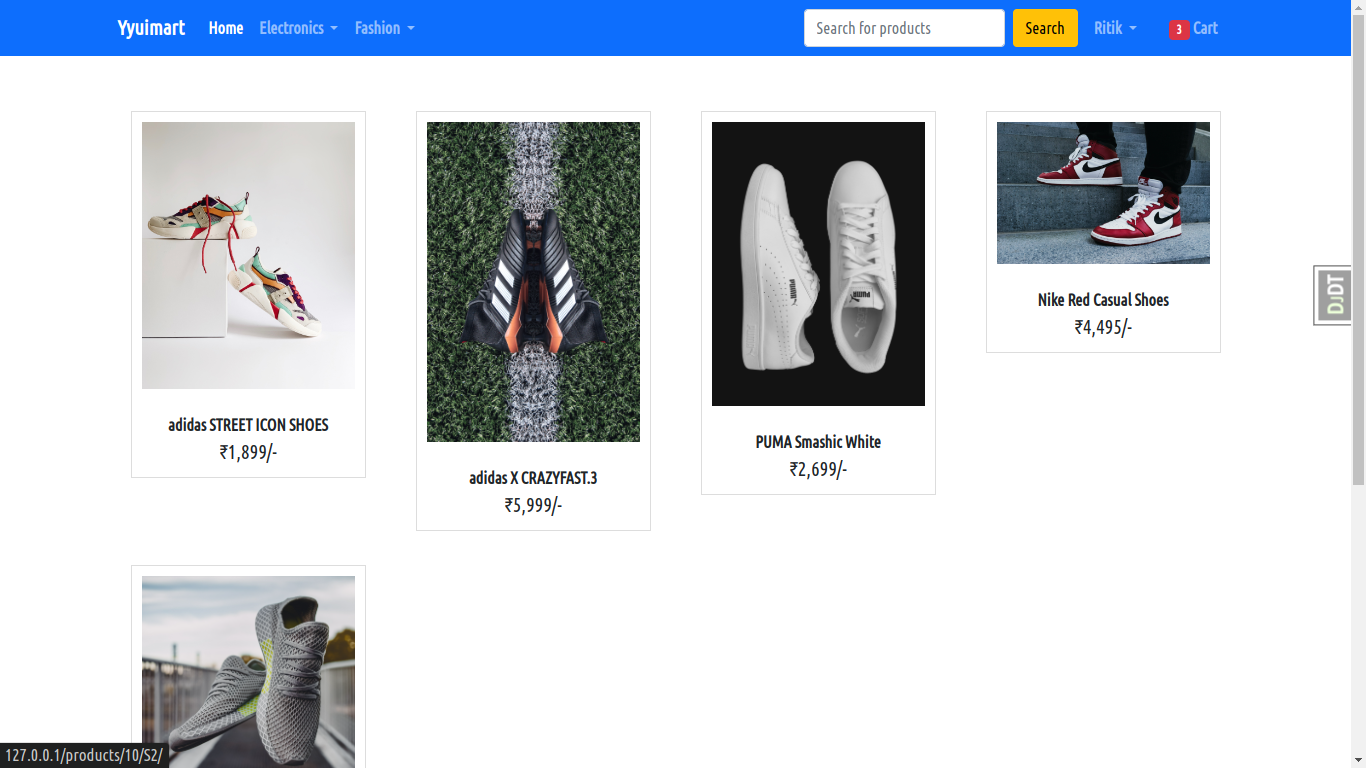 Yyuimart Home Electronics Fashion Search for products Search Ritik 3 Cart
adidas STREET ICON SHOES
₹1,899/-
adidas X CRAZYFAST.3
₹5,999/-
PUMA
PUMA
PUMA Smashic White
₹2,699/-
Nike Red Casual Shoes
₹4,495/-
DJDT
127.0.0.1/products/10/S2/